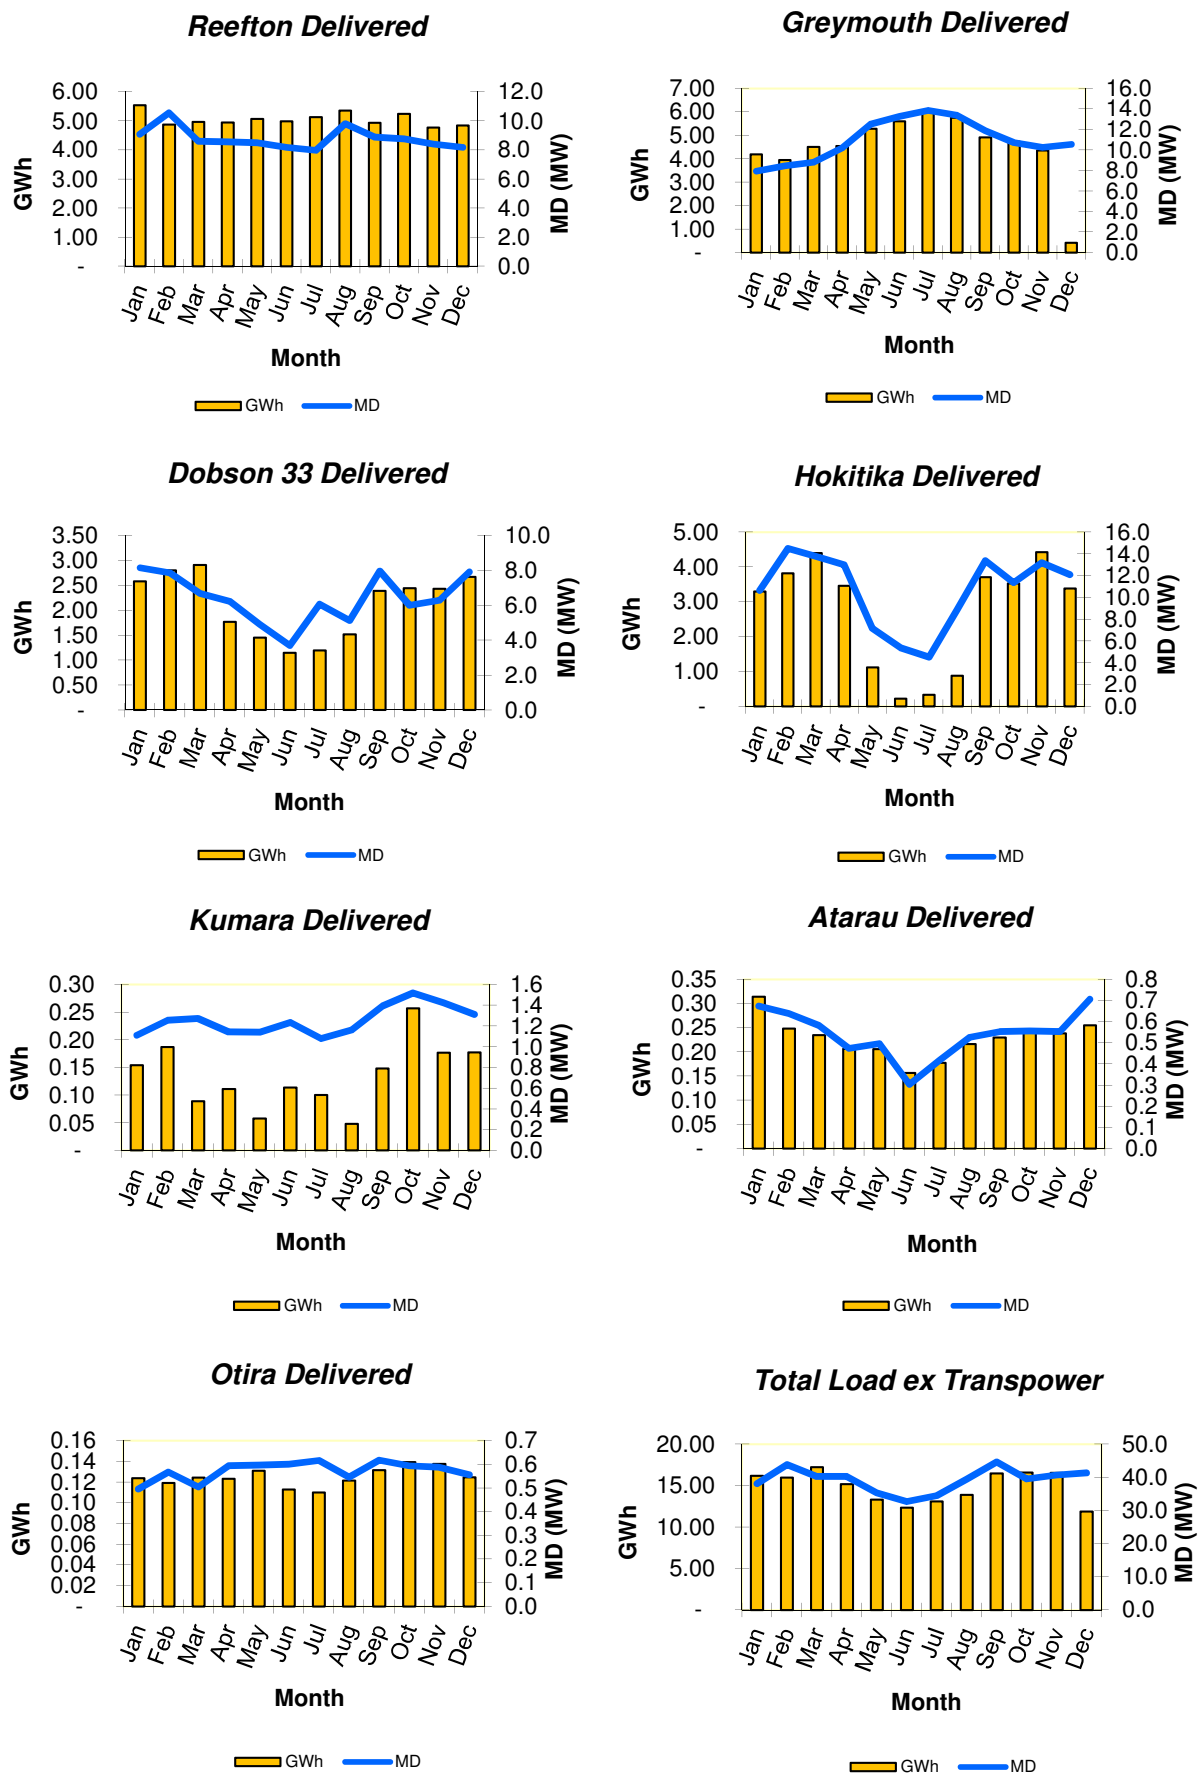 Reefton Delivered
6.00
5.00
4.00
3.00
2.00
1.00
-
GWh
12.0
10.0
8.0
6.0
4.0
2.0
0.0
MD (MW)
Jan Feb Mar Apr May Jun Jul Aug Sep Oct Nov Dec
Month
GWh MD
Greymouth Delivered
7.00
6.00
5.00
4.00
3.00
2.00
1.00
-
GWh
16.0
14.0
12.0
10.0
8.0
6.0
4.0
2.0
0.0
MD (MW)
Jan Feb Mar Apr May Jun Jul Aug Sep Oct Nov Dec
Month
GWh MD
Dobson 33 Delivered
3.50
3.00
2.50
2.00
1.50
1.00
0.50
-
GWh
10.0
8.0
6.0
4.0
2.0
0.0
MD (MW)
Jan Feb Mar Apr May Jun Jul Aug Sep Oct Nov Dec
Month
GWh MD
Hokitika Delivered
5.00
4.00
3.00
2.00
1.00
-
GWh
16.0
14.0
12.0
10.0
8.0
6.0
4.0
2.0
0.0
MD (MW)
Jan Feb Mar Apr May Jun Jul Aug Sep Oct Nov Dec
Month
GWh MD
Kumara Delivered
0.30
0.25
0.20
0.15
0.10
0.05
-
GWh
1.6
1.4
1.2
1.0
0.8
0.6
0.4
0.2
0.0
MD (MW)
Jan Feb Mar Apr May Jun Jul Aug Sep Oct Nov Dec
Month
GWh MD
Atarau Delivered
0.35
0.30
0.25
0.20
0.15
0.10
0.05
-
GWh
0.8
0.7
0.6
0.5
0.4
0.3
0.2
0.1
0.0
MD (MW)
Jan Feb Mar Apr May Jun Jul Aug Sep Oct Nov Dec
Month
GWh MD
Otira Delivered
0.16
0.14
0.12
0.10
0.08
0.06
0.04
0.02
-
GWh
0.7
0.6
0.5
0.4
0.3
0.2
0.1
0.0
MD (MW)
Jan Feb Mar Apr May Jun Jul Aug Sep Oct Nov Dec
Month
GWh MD
Total Load ex Transpower
20.00
15.00
10.00
5.00
-
GWh
50.0
40.0
30.0
20.0
10.0
0.0
MD (MW)
Jan Feb Mar Apr May Jun Jul Aug Sep Oct Nov Dec
Month
GWh MD